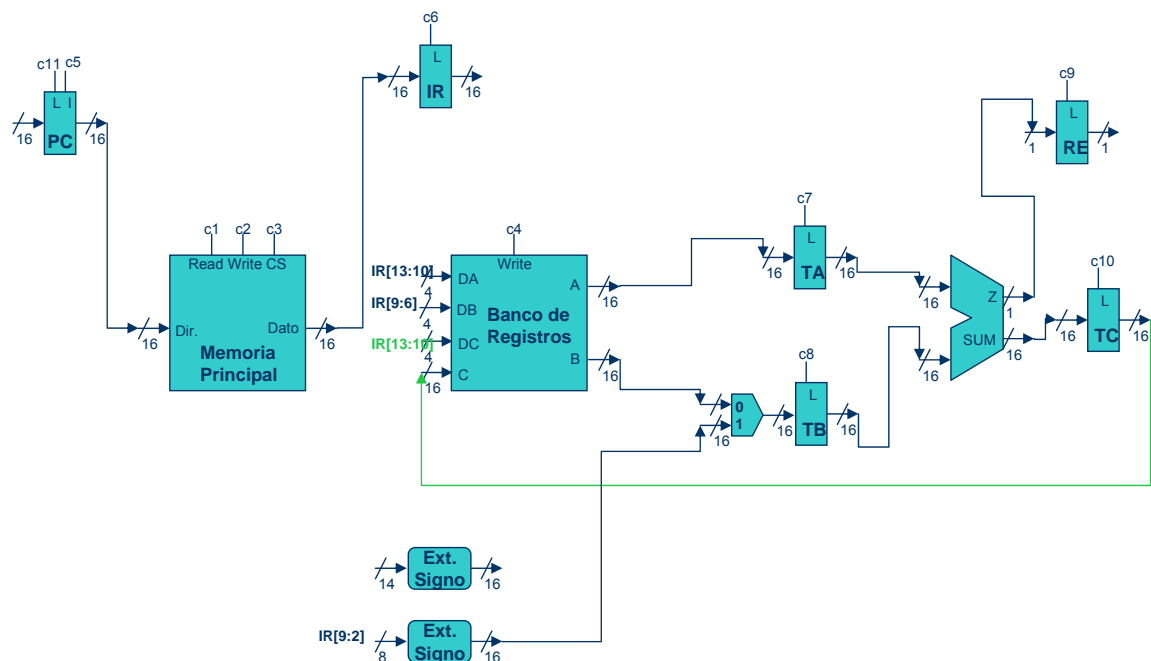 c6
L
IR
16
16
c11 c5
L I
PC
16
16
c9
L
RE
1
1
c1 c2 c3
Read Write CS
Dir.
Dato
Memoria
Principal
16
16
c4
Write
IR[13:10]
4
DA
IR[9:6]
4
DB
IR[13:10]
4
DC
16
C
Banco de
Registros
A
16
B
16
c7
L
TA
16
16
c8
L
TB
16
16
0
1
16
16
16
Z
1
SUM
16
c10
L
TC
16
16
14
Ext.
Signo
16
IR[9:2]
8
Ext.
Signo
16